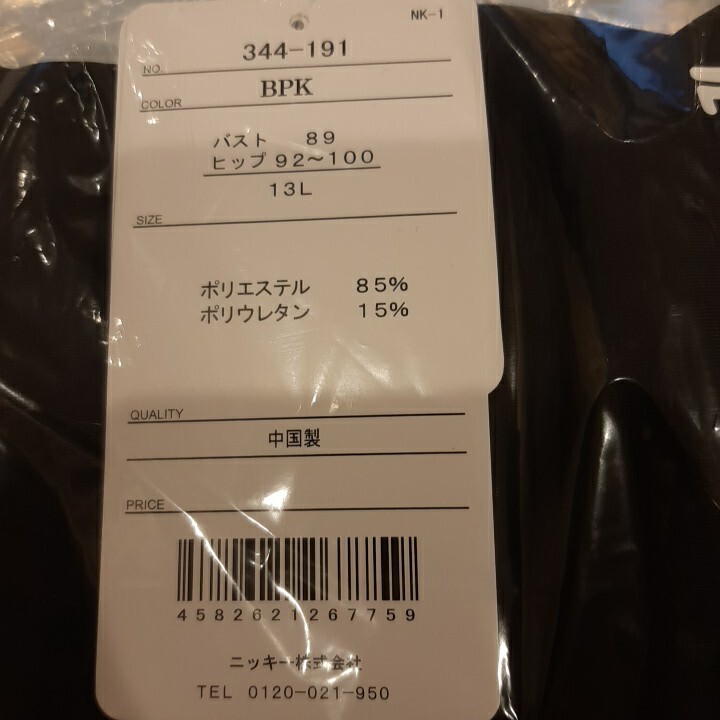 NK-1
NO. 344-191
COLOR BPK
バスト 89
ヒップ 92〜100
13L
SIZE
ポリエステル 85%
ポリウレタン 15%
QUALITY
中国製
PRICE
4582621267759
ニッキー株式会社
TEL 0120-021-950